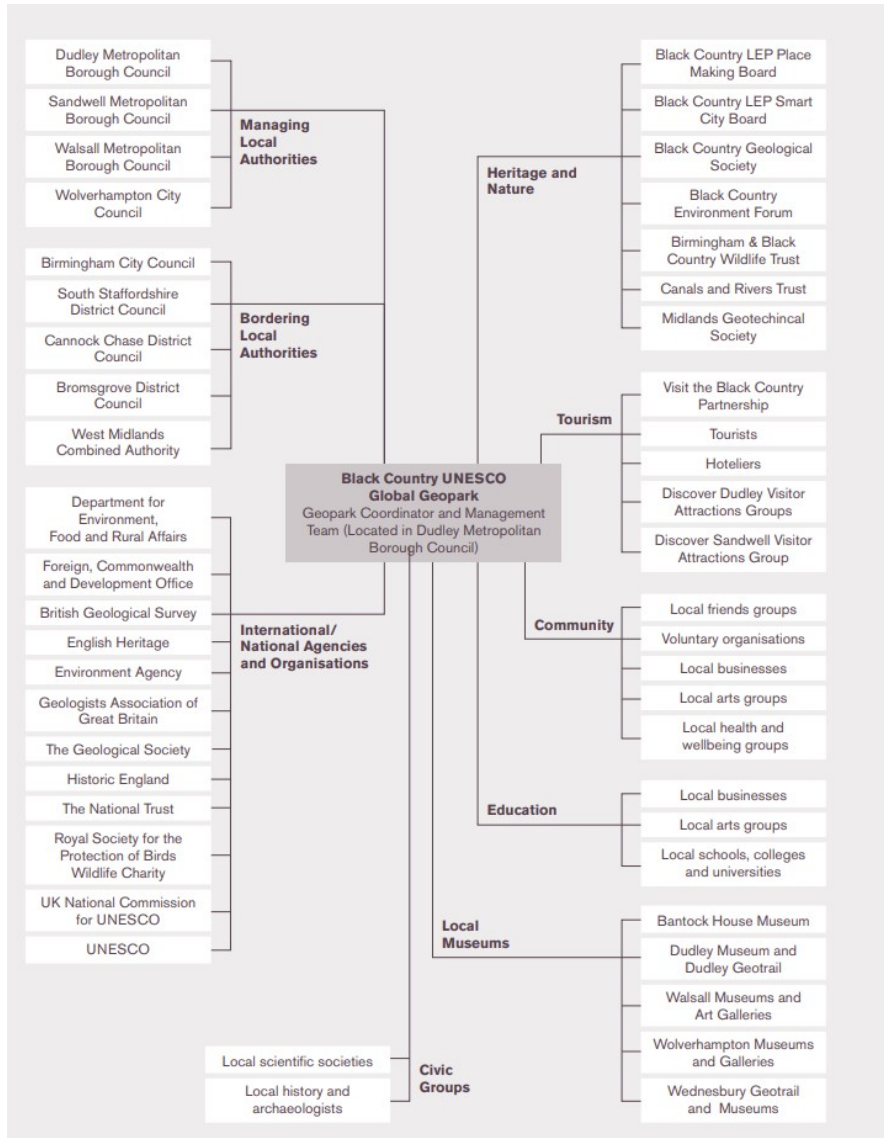 Dudley Metropolitan
Borough Council
Sandwell Metropolitan
Borough Council
Walsall Metropolitan
Borough Council
Wolverhampton City
Council
Managing
Local
Authorities
Birmingham City Council
South Staffordshire
District Council
Cannock Chase District
Council
Bromsgrove District
Council
West Midlands
Combined Authority
Bordering
Local
Authorities
Department for
Environment,
Food and Rural Affairs
Foreign, Commonwealth
and Development Office
British Geological Survey
English Heritage
Environment Agency
Geologists Association of
Great Britain
The Geological Society
Historic England
The National Trust
Royal Society for the
Protection of Birds
Wildlife Charity
UK National Commission
for UNESCO
UNESCO
International/
National Agencies
and Organisations
Black Country UNESCO
Global Geopark
Geopark Coordinator and Management
Team (Located in Dudley Metropolitan
Borough Council)
Heritage and
Nature
Black Country LEP Place
Making Board
Black Country LEP Smart
City Board
Black Country Geological
Society
Black Country
Environment Forum
Birmingham & Black
Country Wildlife Trust
Canals and Rivers Trust
Midlands Geotechincal
Society
Tourism
Visit the Black Country
Partnership
Tourists
Hoteliers
Discover Dudley Visitor
Attractions Groups
Discover Sandwell Visitor
Attractions Group
Community
Local friends groups
Voluntary organisations
Local businesses
Local arts groups
Local health and
wellbeing groups
Education
Local businesses
Local arts groups
Local schools, colleges
and universities
Local
Museums
Bantock House Museum
Dudley Museum and
Dudley Geotrail
Walsall Museums and
Art Galleries
Wolverhampton Museums
and Galleries
Wednesbury Geotrail
and Museums
Local scientific societies
Local history and
archaeologists
Civic
Groups